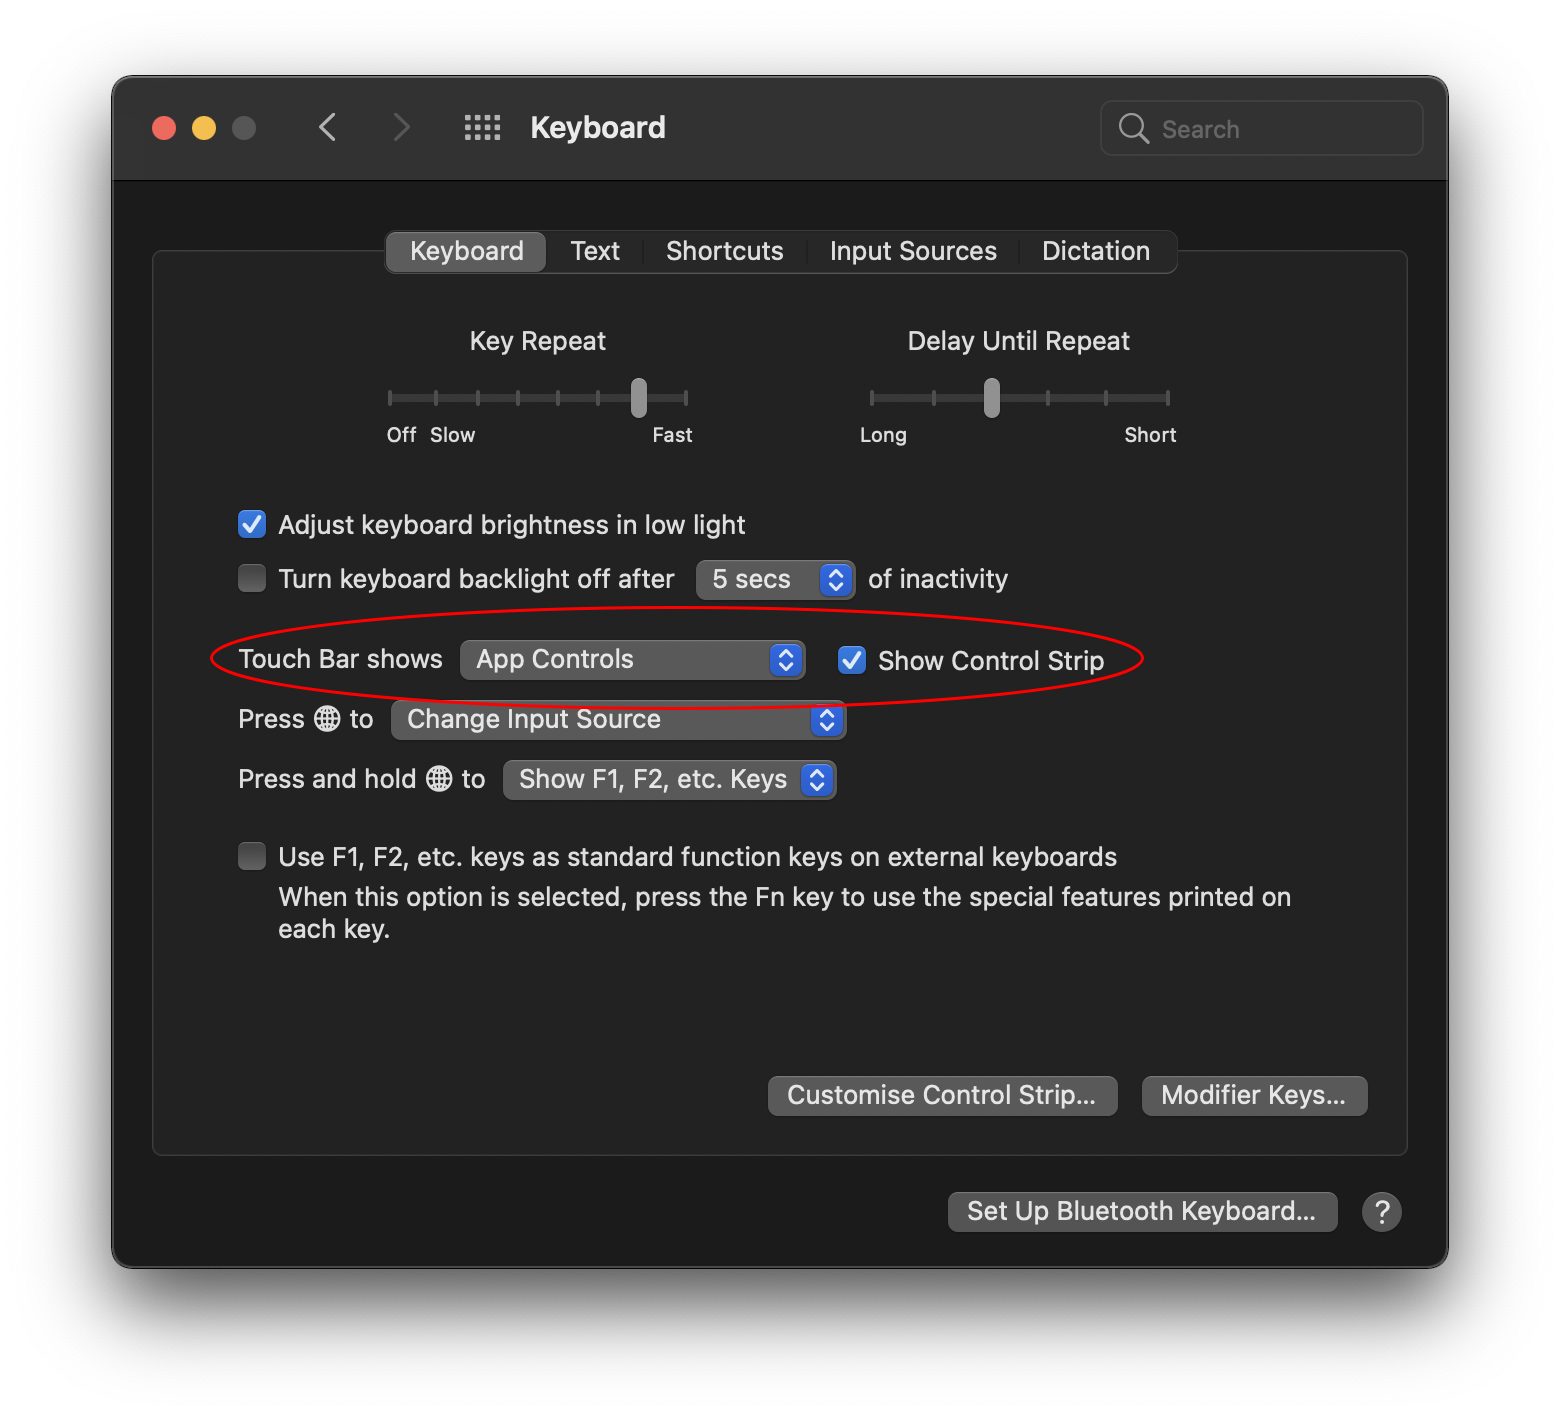 Keyboard
Search
Keyboard Text Shortcuts Input Sources Dictation
Key Repeat
Delay Until Repeat
Off Slow Fast
Long Short
Adjust keyboard brightness in low light
Turn keyboard backlight off after 5 secs of inactivity
Touch Bar shows App Controls Show Control Strip
Press to Change Input Source
Press and hold to Show F1, F2, etc. Keys
Use F1, F2, etc. keys as standard function keys on external keyboards
When this option is selected, press the Fn key to use the special features printed on
each key.
Customise Control Strip...
Modifier Keys...
Set Up Bluetooth Keyboard...
?